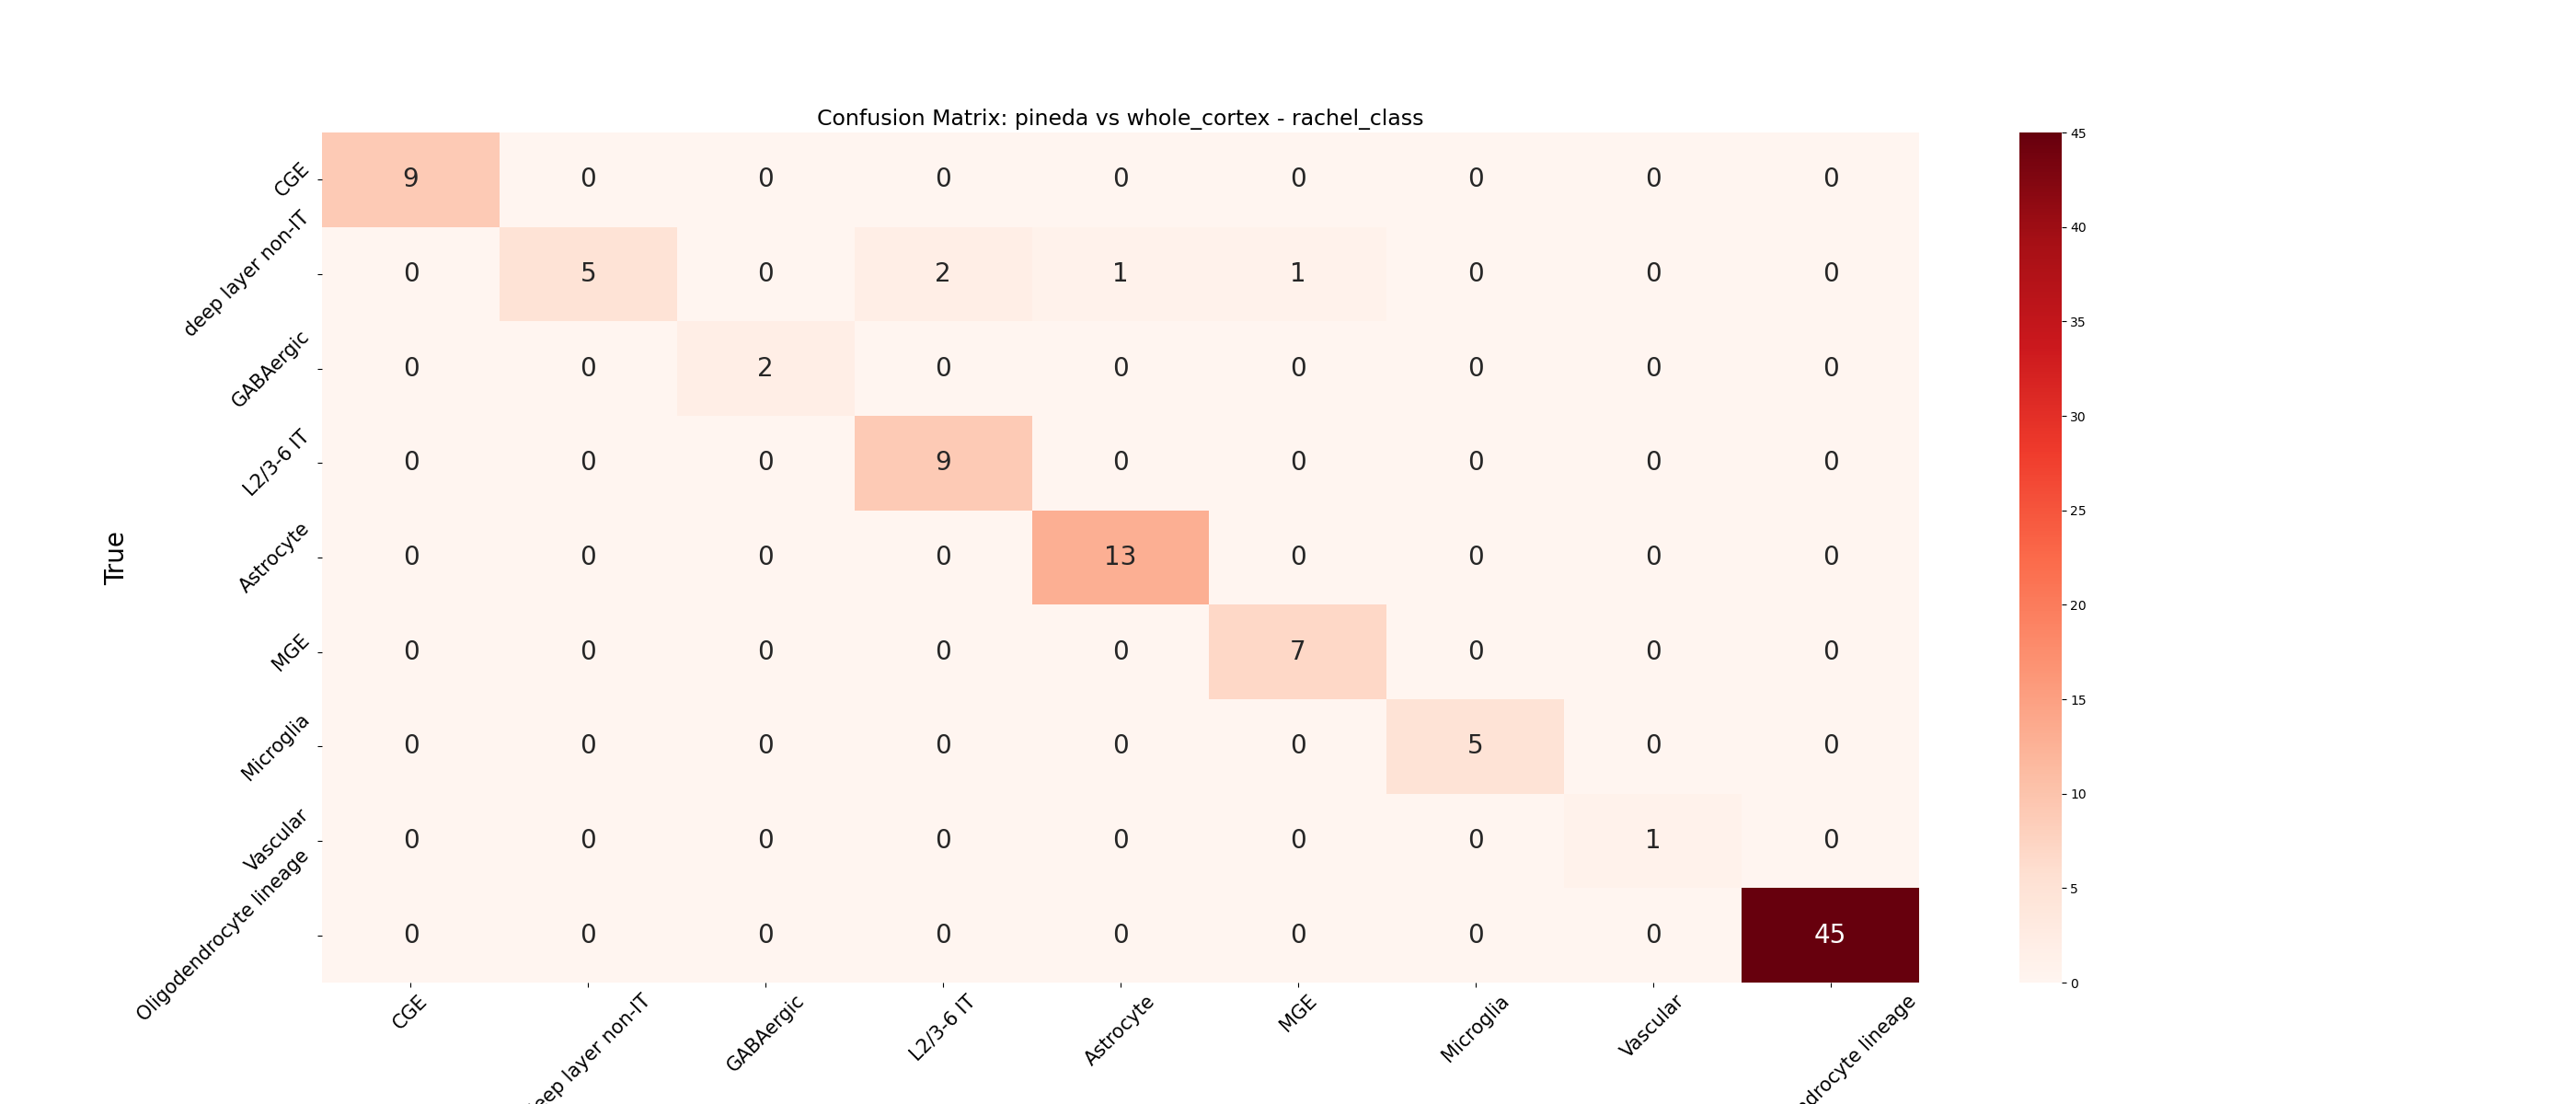 Confusion Matrix: pineda vs whole_cortex - rachel_class
True
CGE 9 0 0 0 0 0 0 0 0
deep layer non-IT 0 5 0 2 1 1 0 0 0
GABAergic 0 0 2 0 0 0 0 0 0
L2/3-6 IT 0 0 0 9 0 0 0 0 0
Astrocyte 0 0 0 0 13 0 0 0 0
MGE 0 0 0 0 0 7 0 0 0
Microglia 0 0 0 0 0 0 5 0 0
Vascular 0 0 0 0 0 0 0 1 0
Oligodendrocyte lineage 0 0 0 0 0 0 0 0 45
CGE
eep layer non-IT
GABAergic
L2/3-6 IT
Astrocyte
MGE
Microglia
Vascular
drocyte lineage
45
40
35
30
25
20
15
10
5
0